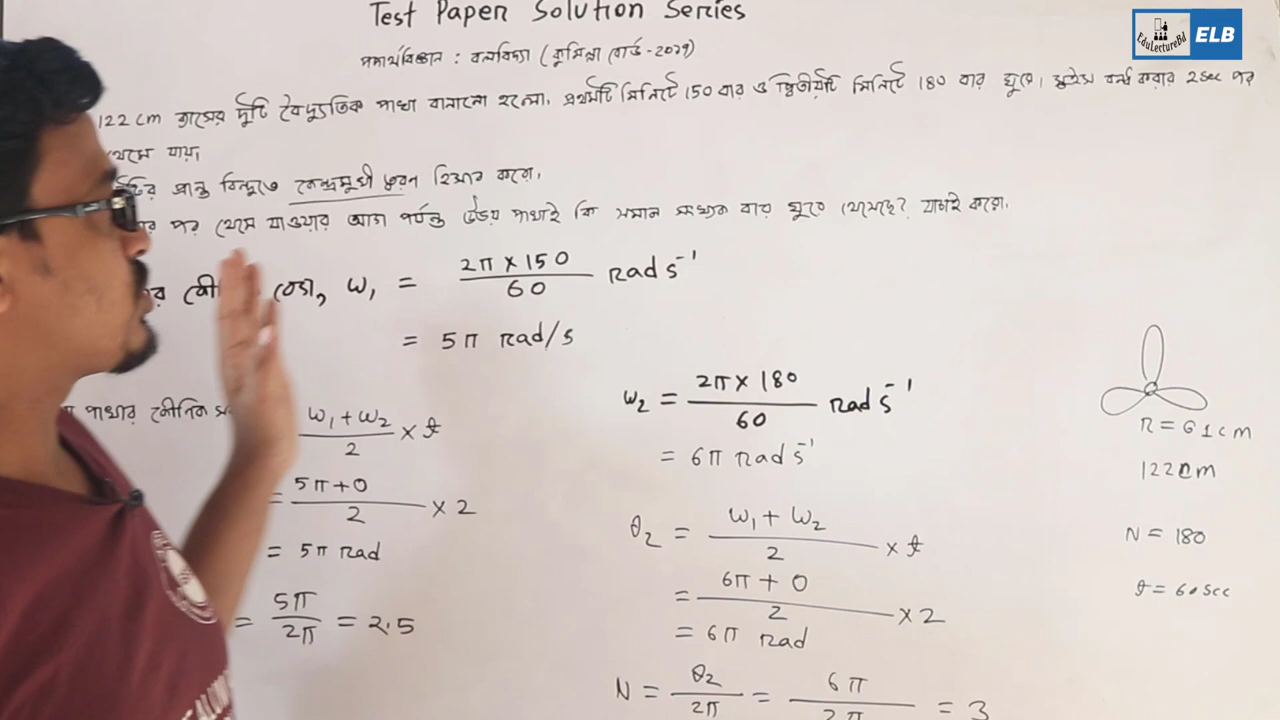 Test Paper Solution Series
EduLectureBd
ELB
পদার্থবিজ্ঞান : বলবিদ্যা (কুমিল্লা বোর্ড-2019)
122 cm ব্যাসের দুটি বৈদ্যুতিক পাখা বানানো হলো। প্রথমটি মিনিটে 150 বার ও দ্বিতীয়টি মিনিটে 180 বার ঘুরে। সুইচ বন্ধ করার 2 sec পর
থেমে যায়।
প্রান্ত বিন্দুতে কেন্দ্রমুখী ত্বরণ হিসাব করো।
পর থেমে যাওয়ার আগ পর্যন্ত উভয় পাখাই কি সমান সংখ্যক বার ঘুরে থেমেছে? যাচাই করো।
ω₁ = 2π × 150 / 60 rad s⁻¹
= 5π rad/s
পাখার কৌণিক
ω₁ + ω₂ / 2 × t
= 5π + 0 / 2 × 2
= 5π rad
= 5π / 2π = 2.5
ω₂ = 2π × 180 / 60 rad s⁻¹
= 6π rad s⁻¹
θ₂ = ω₁ + ω₂ / 2 × t
= 6π + 0 / 2 × 2
= 6π rad
N = θ₂ / 2π = 6π / 2π = 3
r = 61 cm
122 cm
N = 180
t = 60 sec